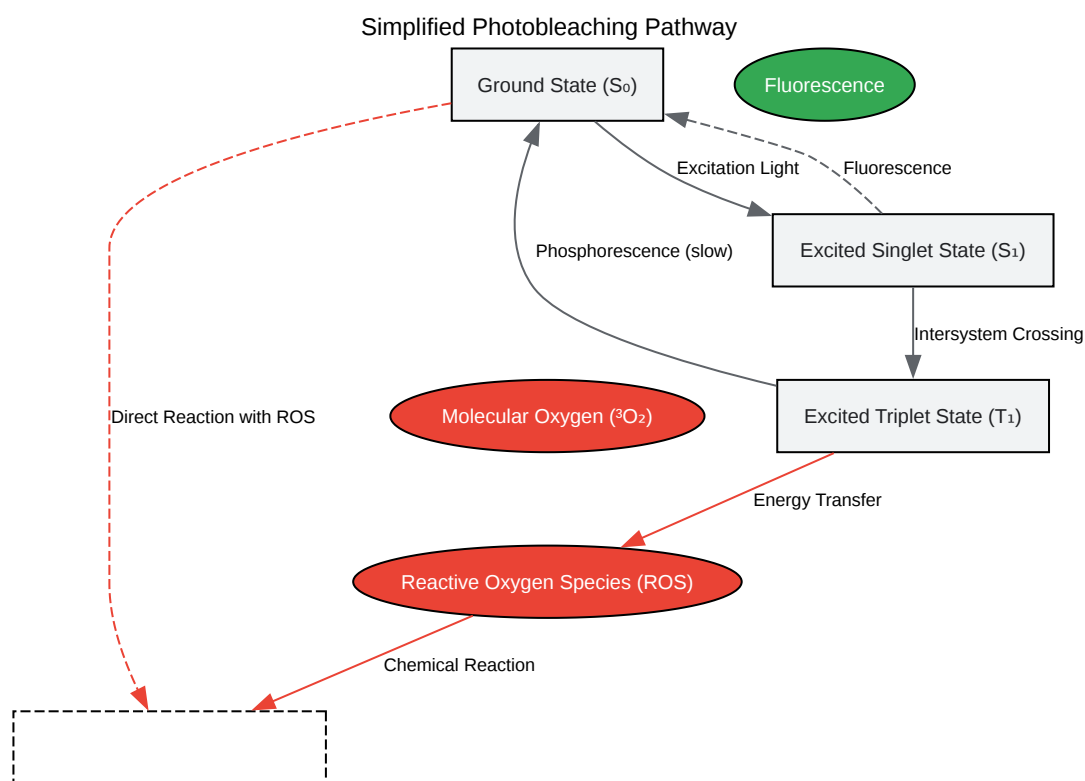 Simplified Photobleaching Pathway
Ground State (S₀)
Fluorescence
Excitation Light
Fluorescence
Phosphorescence (slow)
Excited Singlet State (S₁)
Intersystem Crossing
Direct Reaction with ROS
Molecular Oxygen (³O₂)
Excited Triplet State (T₁)
Energy Transfer
Reactive Oxygen Species (ROS)
Chemical Reaction